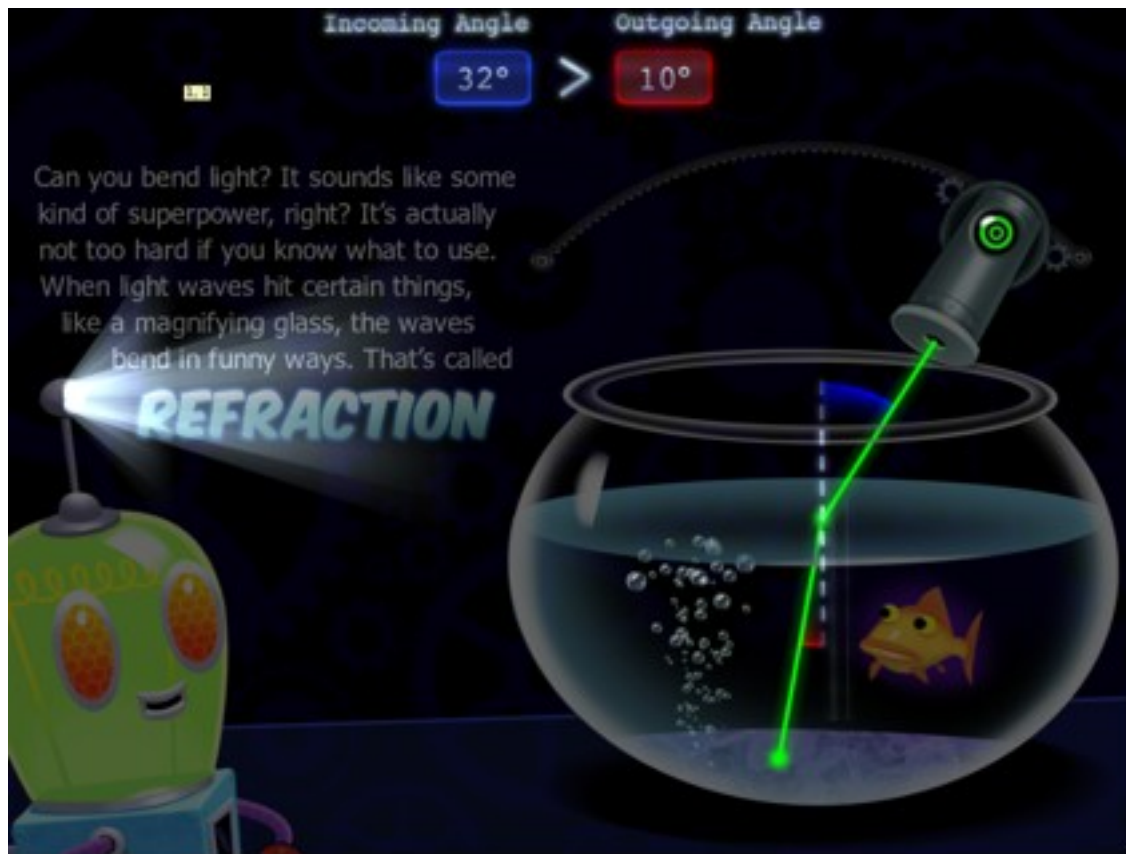 Incoming Angle Outgoing Angle
32° > 10°
Can you bend light? It sounds like some
kind of superpower, right? It's actually
not too hard if you know what to use.
When light waves hit certain things,
like a magnifying glass, the waves
bend in funny ways. That's called
REFRACTION